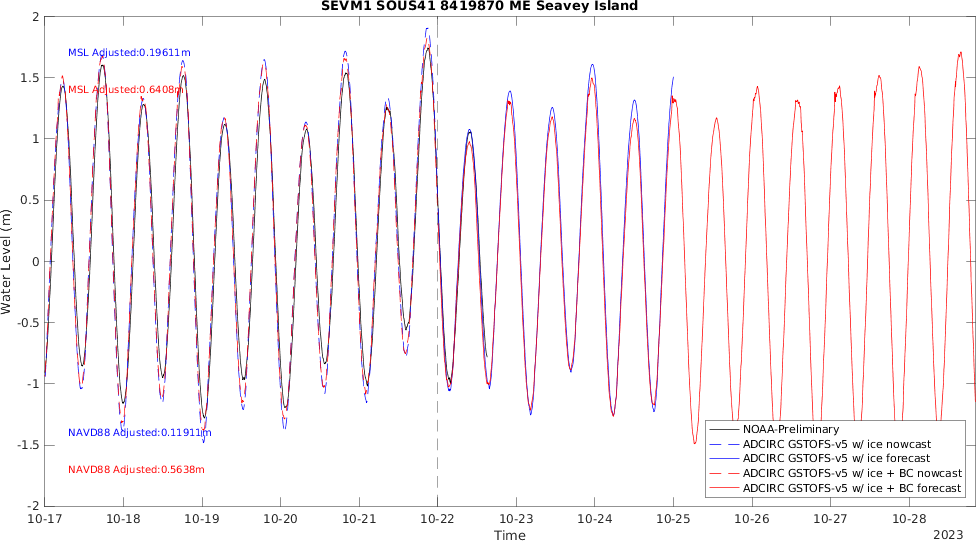 SEVM1 SOUS41 8419870 ME Seavey Island
2
1.5
1
0.5
0
-0.5
-1
-1.5
-2
Water Level (m)
MSL Adjusted:0.19611m
MSL Adjusted:0.6408m
NAVD88 Adjusted:0.11911m
NAVD88 Adjusted:0.5638m
NOAA-Preliminary
ADCIRC GSTOFS-v5 w/ ice nowcast
ADCIRC GSTOFS-v5 w/ ice forecast
ADCIRC GSTOFS-v5 w/ ice + BC nowcast
ADCIRC GSTOFS-v5 w/ ice + BC forecast
10-17 10-18 10-19 10-20 10-21 10-22 10-23 10-24 10-25 10-26 10-27 10-28
Time
2023